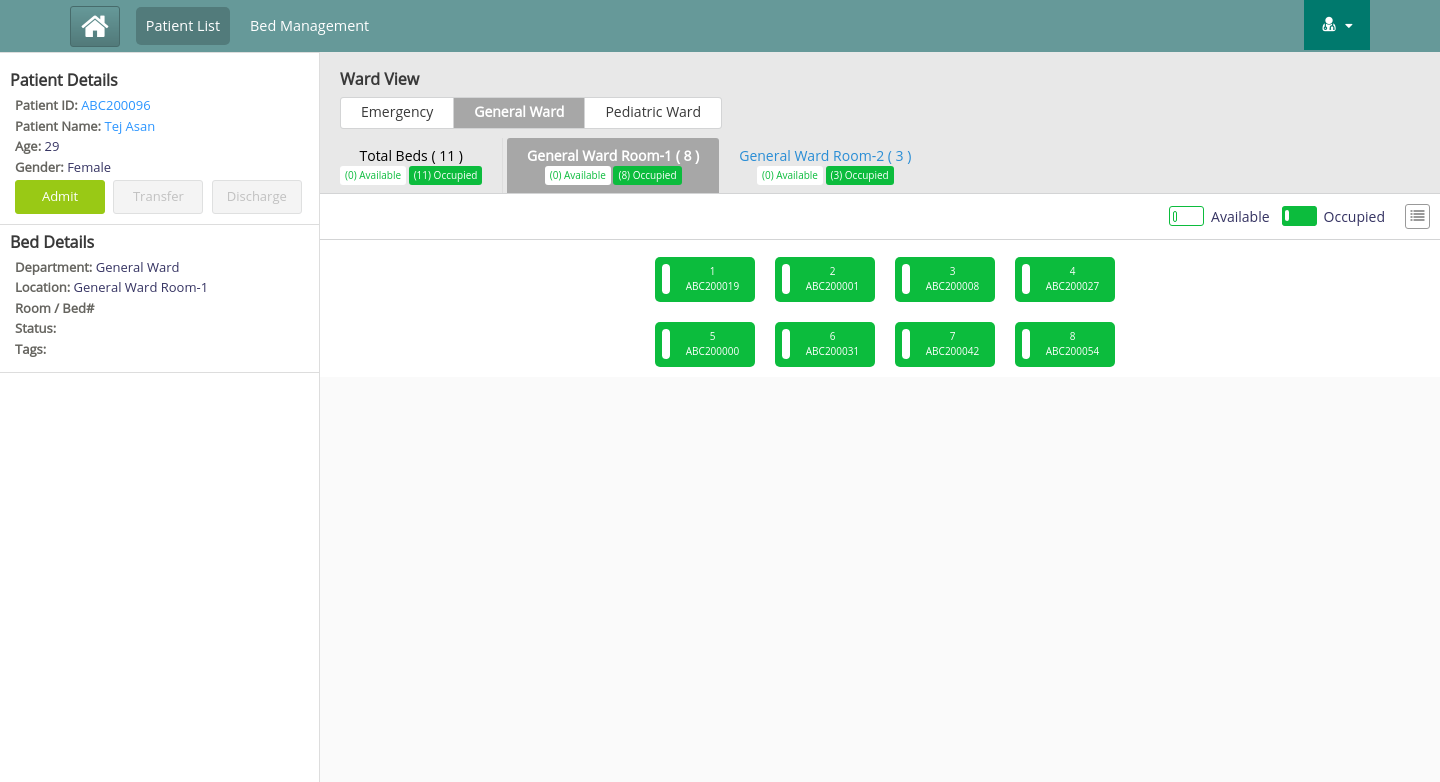 Patient List
Bed Management
Patient Details
Patient ID: ABC200096
Patient Name: Tej Asan
Age: 29
Gender: Female
Admit Transfer Discharge
Bed Details
Department: General Ward
Location: General Ward Room-1
Room / Bed#
Status:
Tags:
Ward View
Emergency General Ward Pediatric Ward
Total Beds ( 11 )
(0) Available (11) Occupied
General Ward Room-1 ( 8 )
(0) Available (8) Occupied
General Ward Room-2 ( 3 )
(0) Available (3) Occupied
Available Occupied
1
ABC200019
2
ABC200001
3
ABC200008
4
ABC200027
5
ABC200000
6
ABC200031
7
ABC200042
8
ABC200054